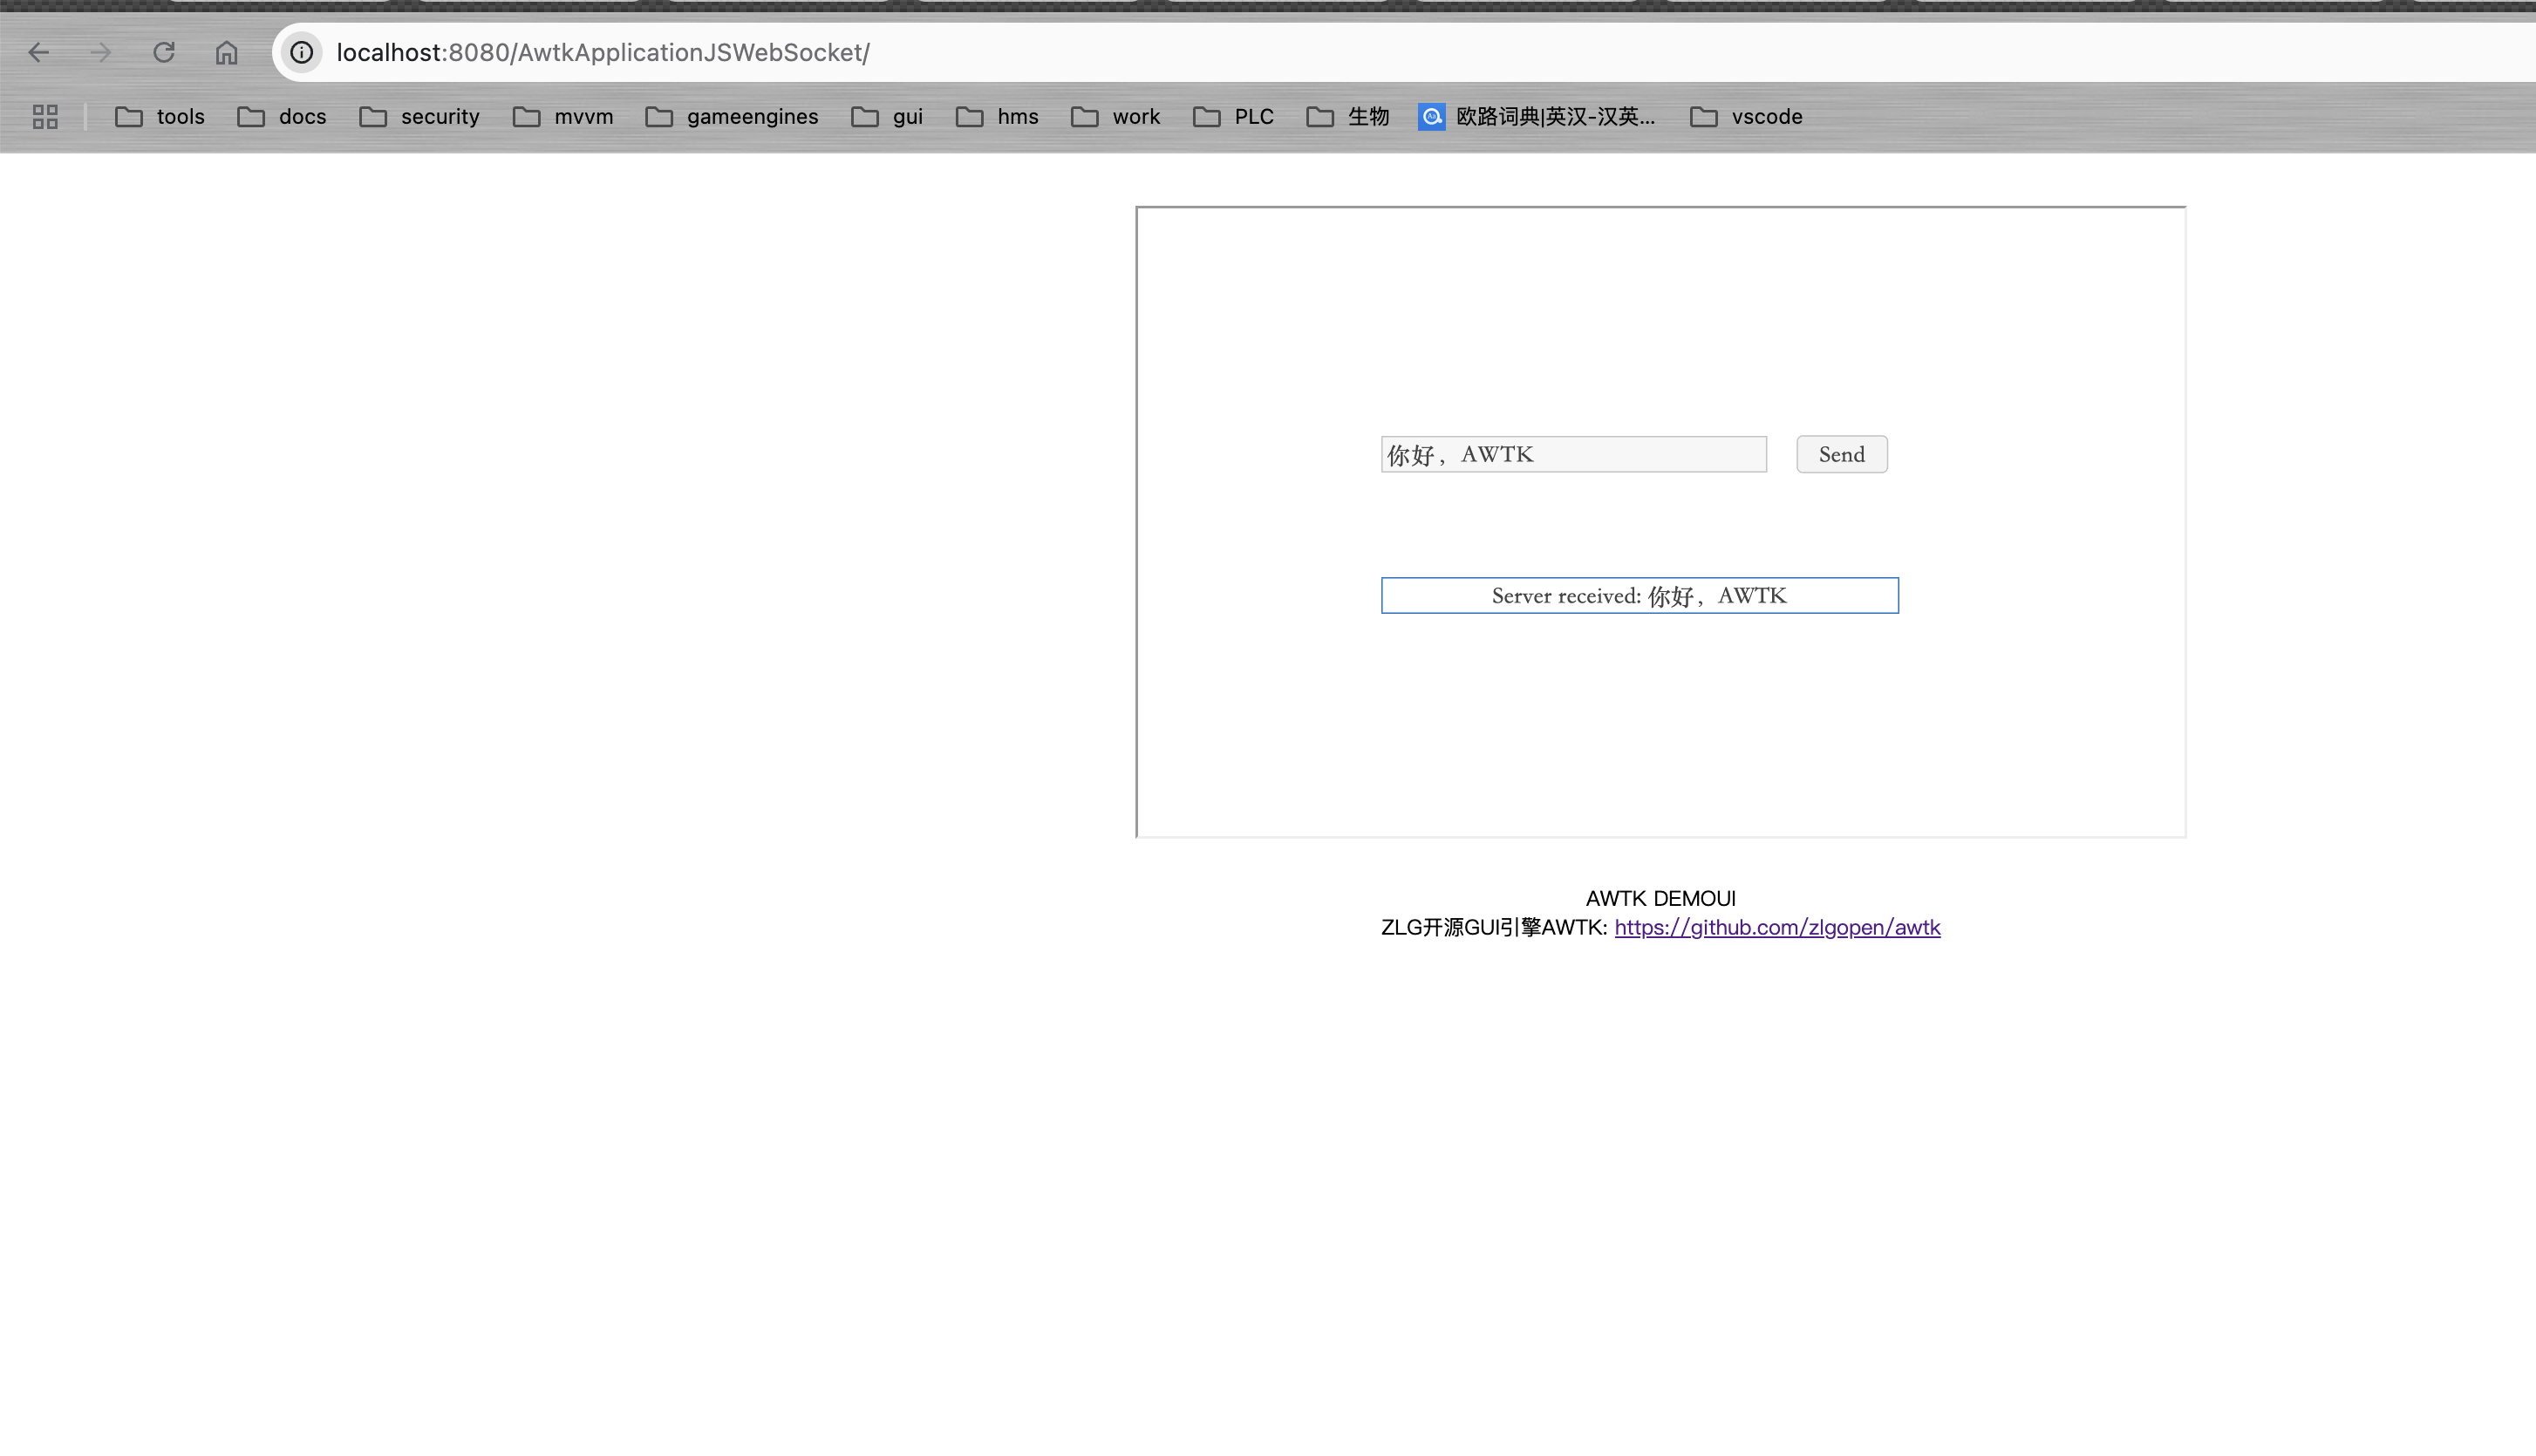 localhost:8080/AwtkApplicationJSWebSocket/
tools docs security mvvm gameengines gui hms work PLC 生物 欧路词典|英汉-汉英... vscode
你好，AWTK Send
Server received: 你好，AWTK
AWTK DEMOUI
ZLG开源GUI引擎AWTK: https://github.com/zlgopen/awtk